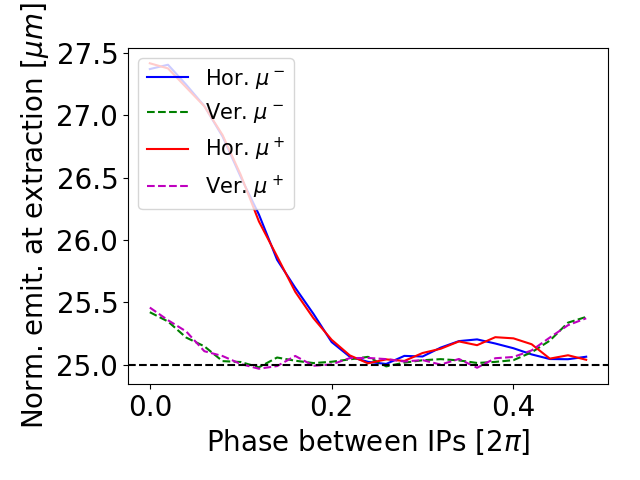 Norm. emit. at extraction [μm]
27.5
27.0
26.5
26.0
25.5
25.0
Hor. μ⁻
Ver. μ⁻
Hor. μ⁺
Ver. μ⁺
0.0 0.2 0.4
Phase between IPs [2π]